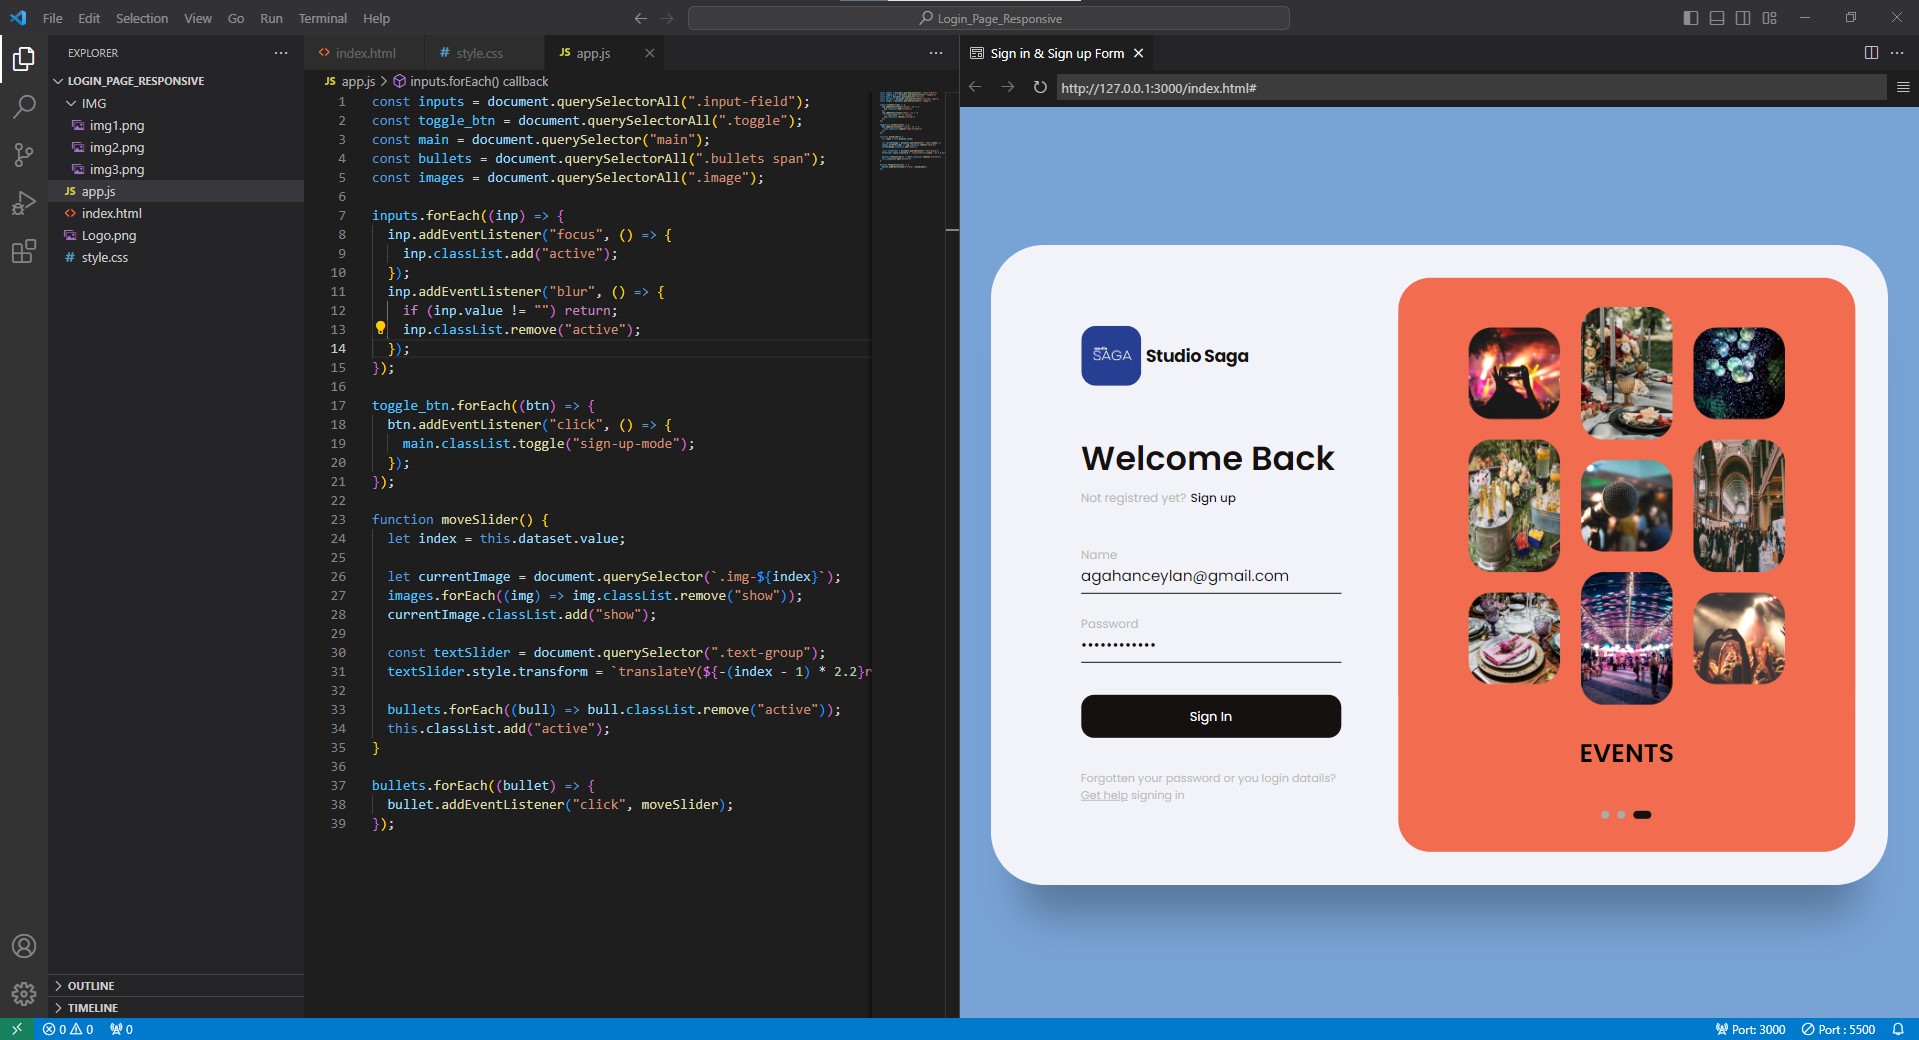 File Edit Selection View Go Run Terminal Help
Login_Page_Responsive
EXPLORER
LOGIN_PAGE_RESPONSIVE
IMG
img1.png
img2.png
img3.png
JS app.js
<> index.html
Logo.png
# style.css
OUTLINE
TIMELINE
<> index.html
# style.css
JS app.js
JS app.js > inputs.forEach() callback
1 const inputs = document.querySelectorAll(".input-field");
2 const toggle_btn = document.querySelectorAll(".toggle");
3 const main = document.querySelector("main");
4 const bullets = document.querySelectorAll(".bullets span");
5 const images = document.querySelectorAll(".image");
6
7 inputs.forEach((inp) => {
8 inp.addEventListener("focus", () => {
9 inp.classList.add("active");
10 });
11 inp.addEventListener("blur", () => {
12 if (inp.value != "") return;
13 inp.classList.remove("active");
14 });
15 });
16
17 toggle_btn.forEach((btn) => {
18 btn.addEventListener("click", () => {
19 main.classList.toggle("sign-up-mode");
20 });
21 });
22
23 function moveSlider() {
24 let index = this.dataset.value;
25
26 let currentImage = document.querySelector(`.img-${index}`);
27 images.forEach((img) => img.classList.remove("show"));
28 currentImage.classList.add("show");
29
30 const textSlider = document.querySelector(".text-group");
31 textSlider.style.transform = `translateY(${-(index - 1) * 2.2}r
32
33 bullets.forEach((bull) => bull.classList.remove("active"));
34 this.classList.add("active");
35 }
36
37 bullets.forEach((bullet) => {
38 bullet.addEventListener("click", moveSlider);
39 });
Sign in & Sign up Form
http://127.0.0.1:3000/index.html#
SAGA
Studio Saga
Welcome Back
Not registred yet? Sign up
Name
agahanceylan@gmail.com
Password
••••••••••••
Sign In
Forgotten your password or you login datails?
Get help signing in
EVENTS
0 0 0
Port: 3000 Port : 5500